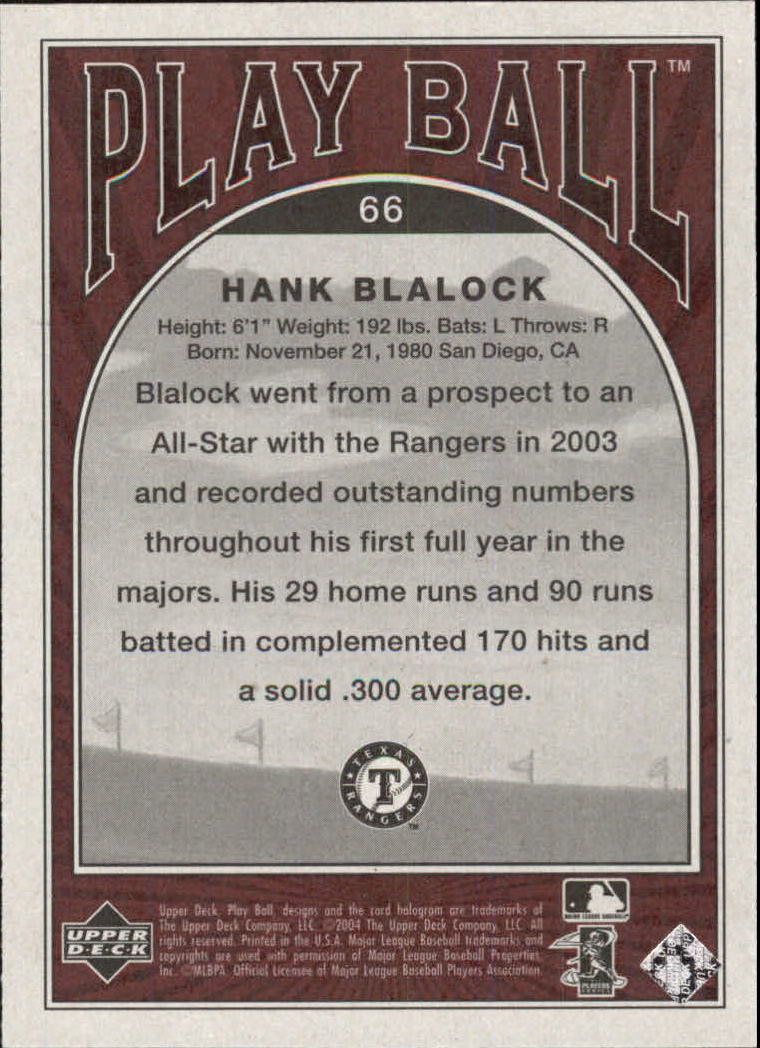 PLAY BALL™
66
HANK BLALOCK
Height: 6'1" Weight: 192 lbs. Bats: L Throws: R
Born: November 21, 1980 San Diego, CA
Blalock went from a prospect to an
All-Star with the Rangers in 2003
and recorded outstanding numbers
throughout his first full year in the
majors. His 29 home runs and 90 runs
batted in complemented 170 hits and
a solid .300 average.
TEXAS
T
RANGERS
™
UPPER
DECK
Upper Deck, Play Ball, designs and the card hologram are trademarks of
The Upper Deck Company, LLC. ©2004 The Upper Deck Company, LLC. All
rights reserved. Printed in the U.S.A. Major League Baseball trademarks and
copyrights are used with permission of Major League Baseball Properties,
Inc. ©MLBPA. Official Licensee of Major League Baseball Players Association
MAJOR LEAGUE BASEBALL
PLAYERS